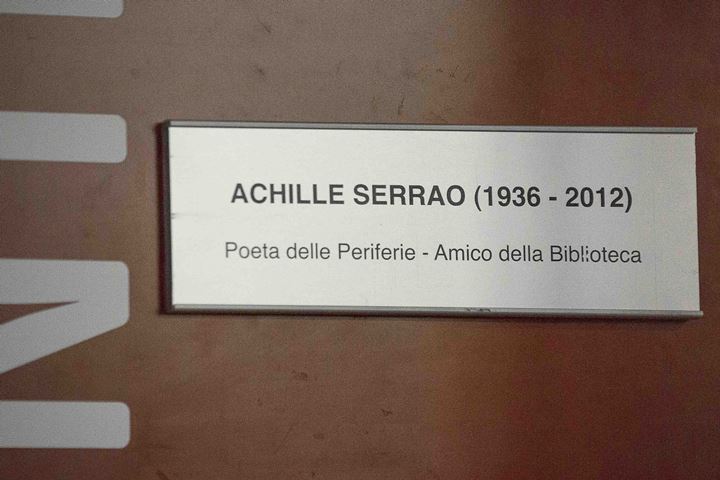 ACHILLE SERRAO (1936 - 2012)
Poeta delle Periferie - Amico della Biblioteca